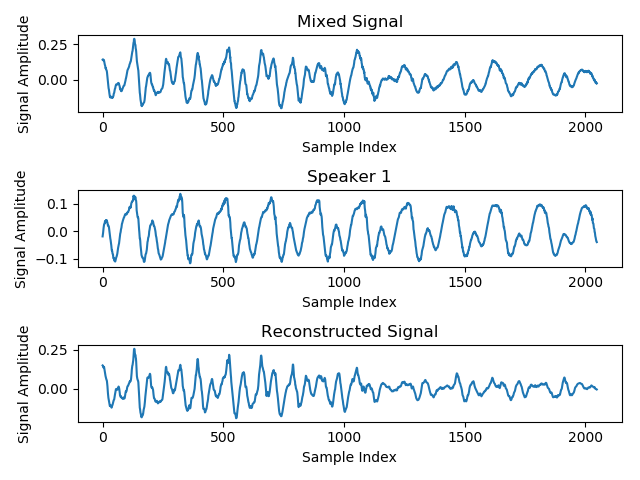 Mixed Signal
Signal Amplitude
0.25
0.00
0 500 1000 1500 2000
Sample Index
Speaker 1
Signal Amplitude
0.1
0.0
−0.1
0 500 1000 1500 2000
Sample Index
Reconstructed Signal
Signal Amplitude
0.25
0.00
0 500 1000 1500 2000
Sample Index